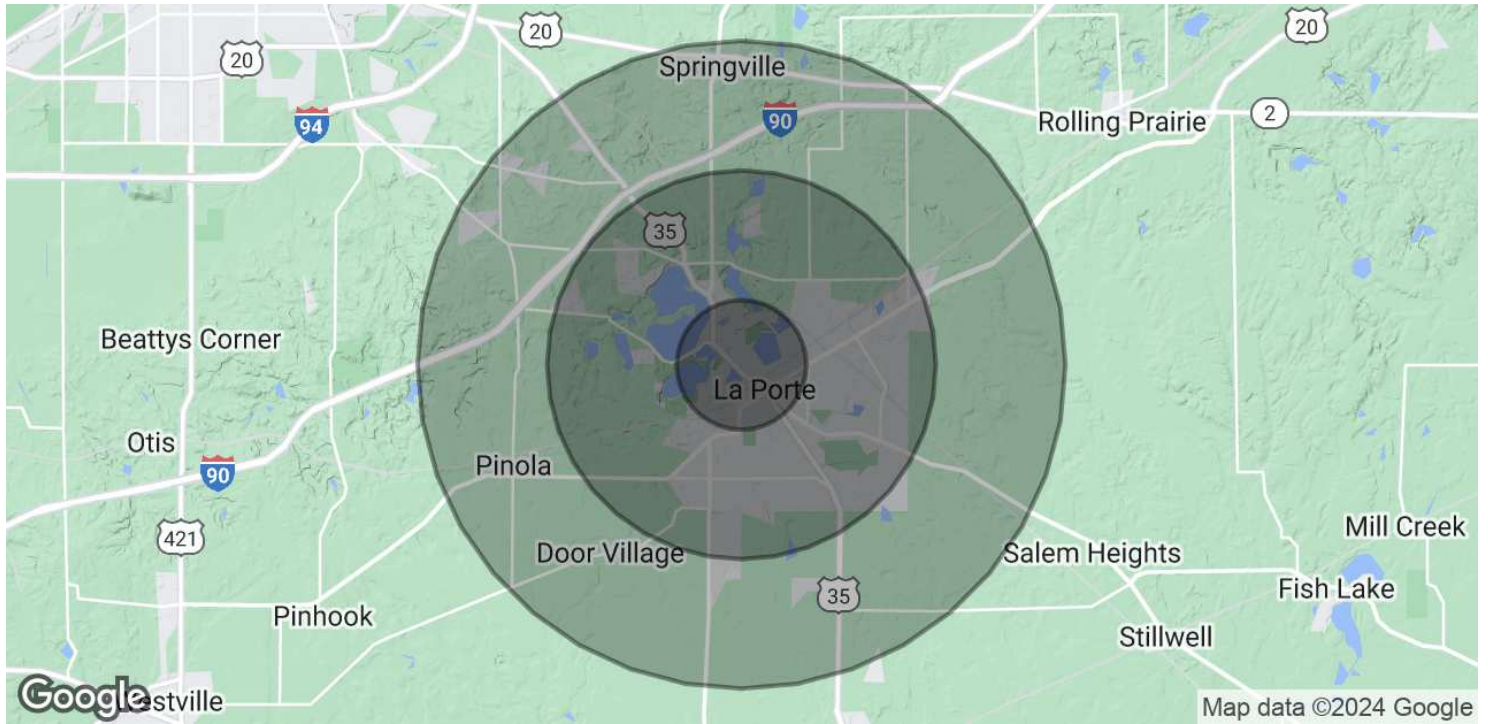 20
20
20
Springville
94
90
2
Rolling Prairie
35
Beattys Corner
La Porte
Otis
Pinola
90
421
Door Village
Salem Heights
Mill Creek
35
Fish Lake
Pinhook
Stillwell
Google
estville
Map data ©2024 Google